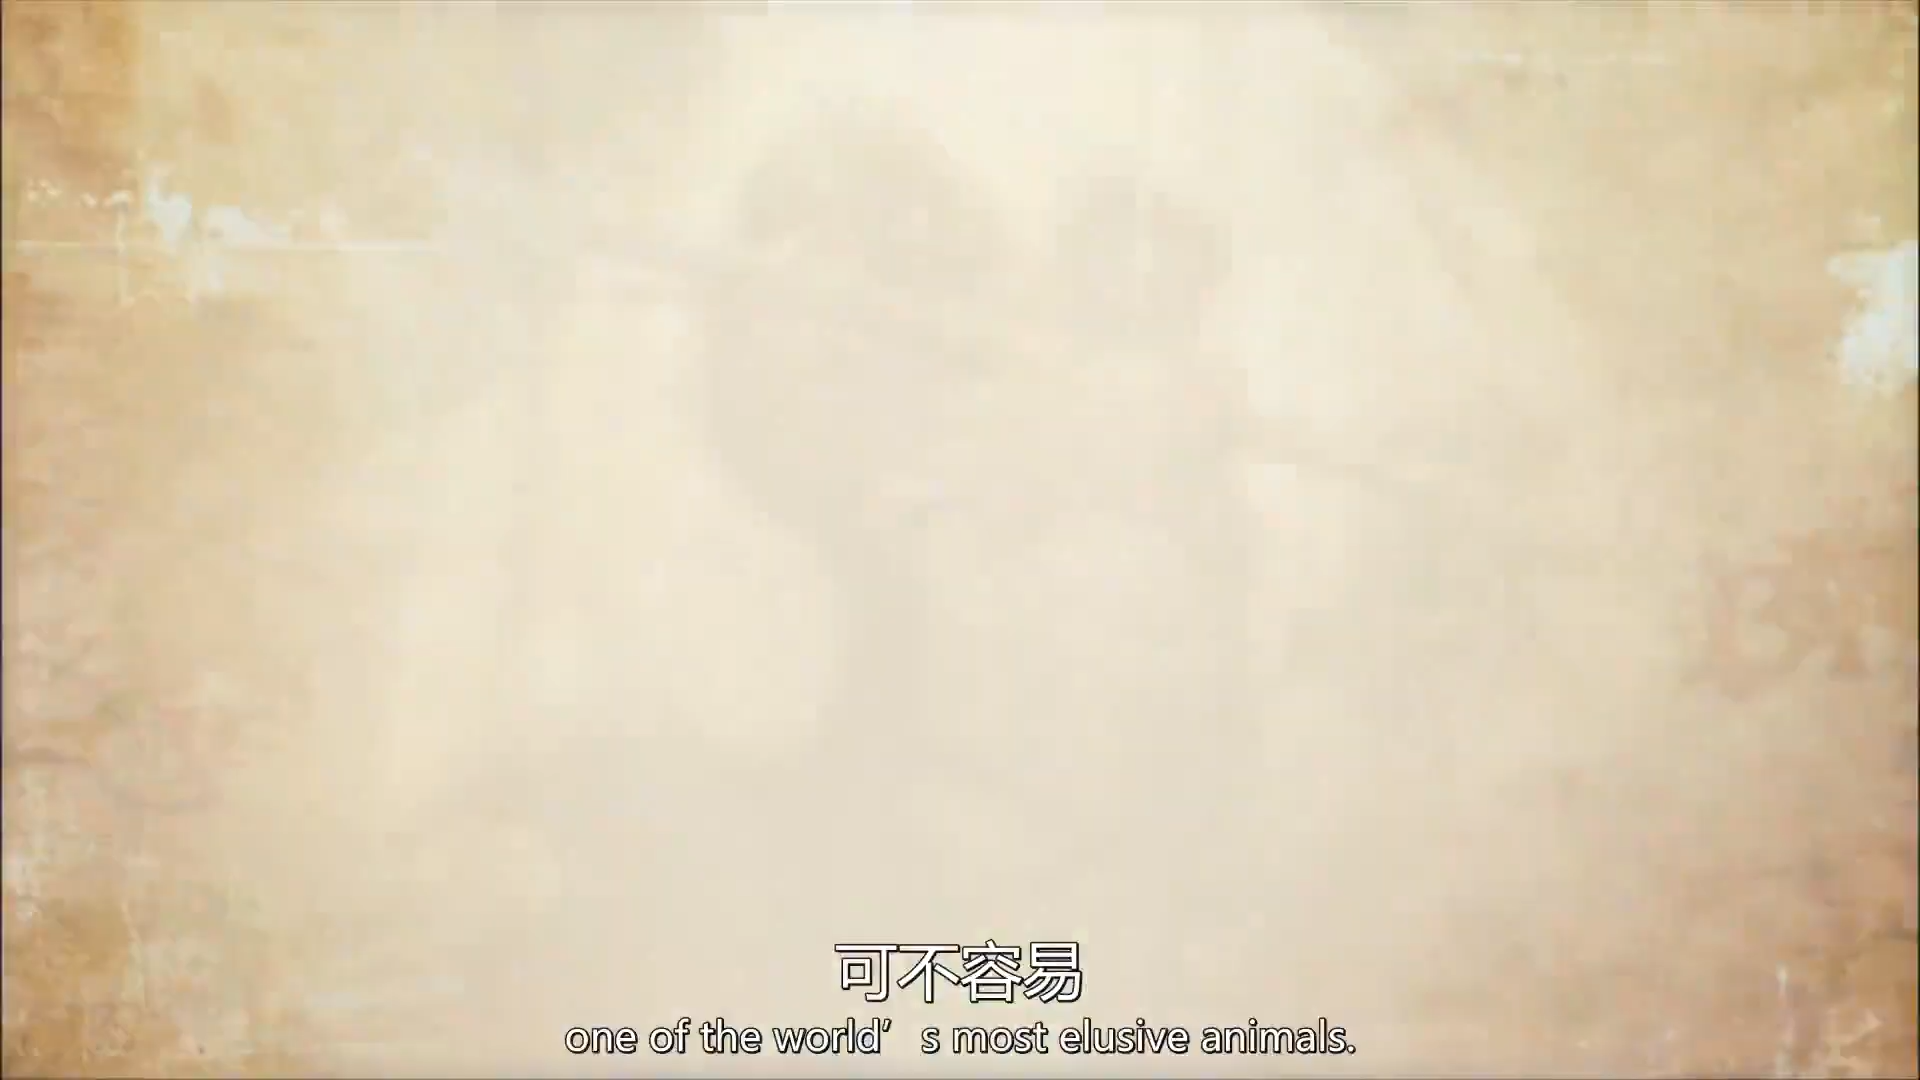 可不容易
one of the world's most elusive animals.